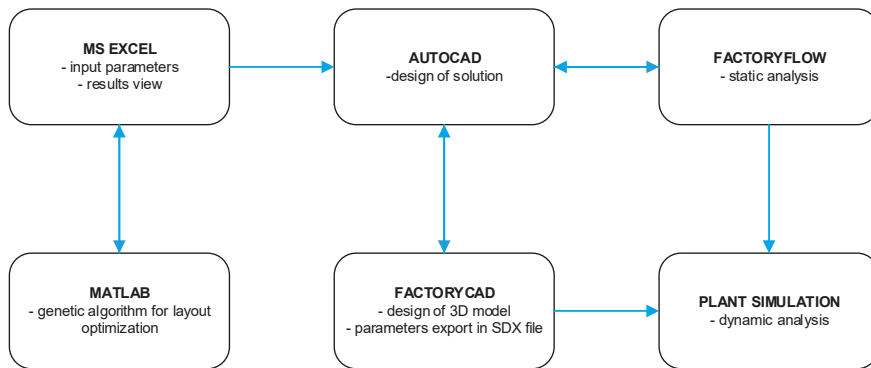 MS EXCEL
- input parameters
- results view
AUTOCAD
-design of solution
FACTORYFLOW
- static analysis
MATLAB
- genetic algorithm for layout
optimization
FACTORYCAD
- design of 3D model
- parameters export in SDX file
PLANT SIMULATION
- dynamic analysis